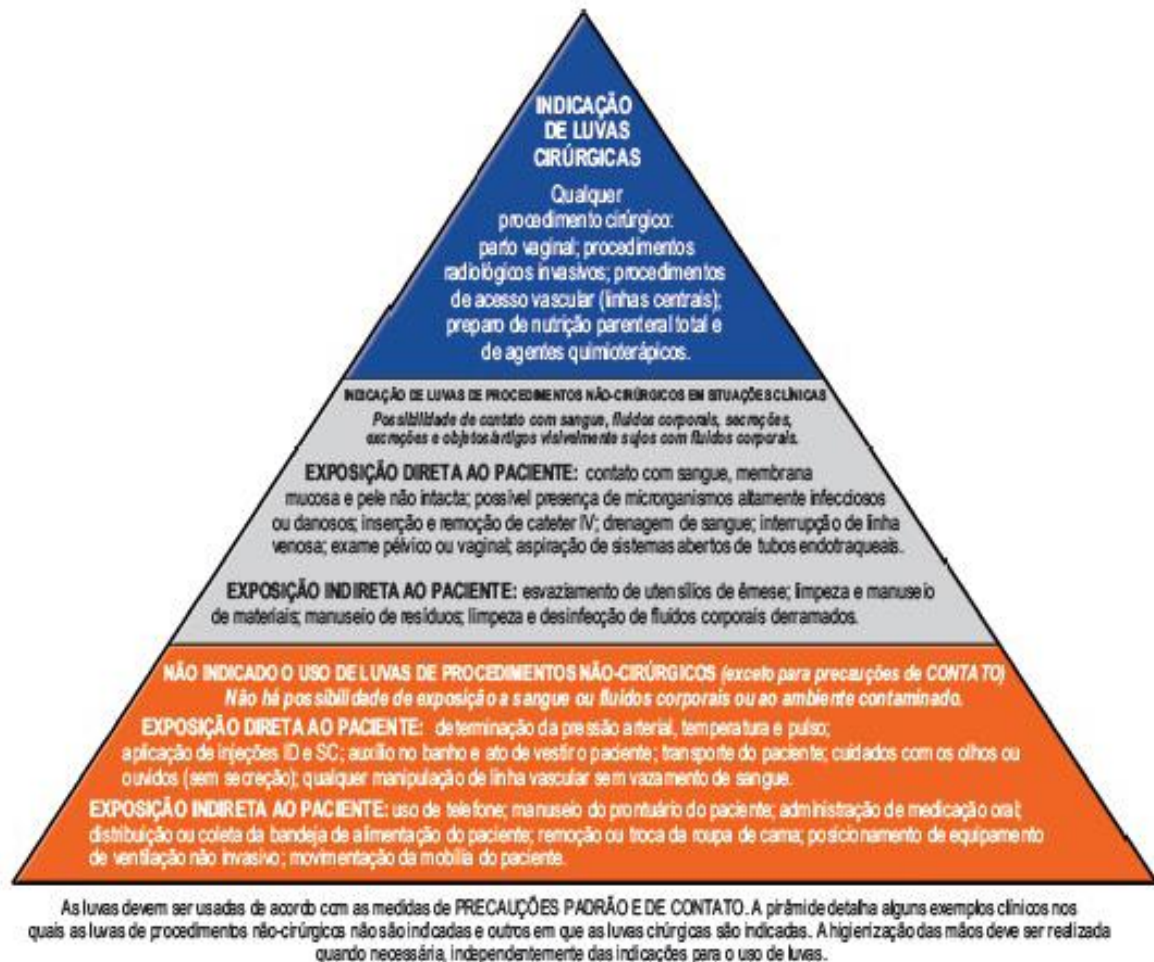 INDICAÇÃO
DE LUVAS
CIRÚRGICAS
Qualquer
procedimento cirúrgico:
parto vaginal; procedimentos
radiológicos invasivos; procedimentos
de acesso vascular (linhas centrais);
preparo de nutrição parenteral total e
de agentes quimioterápicos.
INDICAÇÃO DE LUVAS DE PROCEDIMENTOS NÃO-CIRÚRGICOS EM SITUAÇÕES CLÍNICAS
Possibilidade de contato com sangue, fluidos corporais, secreções,
excreções e objetos/artigos visivelmente sujos com fluidos corporais.
EXPOSIÇÃO DIRETA AO PACIENTE: contato com sangue, membrana
mucosa e pele não intacta; possível presença de microrganismos altamente infecciosos
ou danosos; inserção e remoção de cateter IV; drenagem de sangue; interrupção de linha
venosa; exame pélvico ou vaginal; aspiração de sistemas abertos de tubos endotraqueais.
EXPOSIÇÃO INDIRETA AO PACIENTE: esvaziamento de utensílios de êmese; limpeza e manuseio
de materiais; manuseio de resíduos; limpeza e desinfecção de fluidos corporais derramados.
NÃO INDICADO O USO DE LUVAS DE PROCEDIMENTOS NÃO-CIRÚRGICOS (exceto para precauções de CONTATO)
Não há possibilidade de exposição a sangue ou fluidos corporais ou ao ambiente contaminado.
EXPOSIÇÃO DIRETA AO PACIENTE: determinação da pressão arterial, temperatura e pulso;
aplicação de injeções ID e SC; auxílio no banho e ato de vestir o paciente; transporte do paciente; cuidados com os olhos ou
ouvidos (sem secreção); qualquer manipulação de linha vascular sem vazamento de sangue.
EXPOSIÇÃO INDIRETA AO PACIENTE: uso de telefone; manuseio do prontuário do paciente; administração de medicação oral;
distribuição ou coleta da bandeja de alimentação do paciente; remoção ou troca da roupa de cama; posicionamento de equipamento
de ventilação não invasivo; movimentação da mobília do paciente.
As luvas devem ser usadas de acordo com as medidas de PRECAUÇÕES PADRÃO E DE CONTATO. A pirâmide detalha alguns exemplos clínicos nos
quais as luvas de procedimentos não-cirúrgicos não são indicadas e outros em que as luvas cirúrgicas são indicadas. A higienização das mãos deve ser realizada
quando necessária, independentemente das indicações para o uso de luvas.